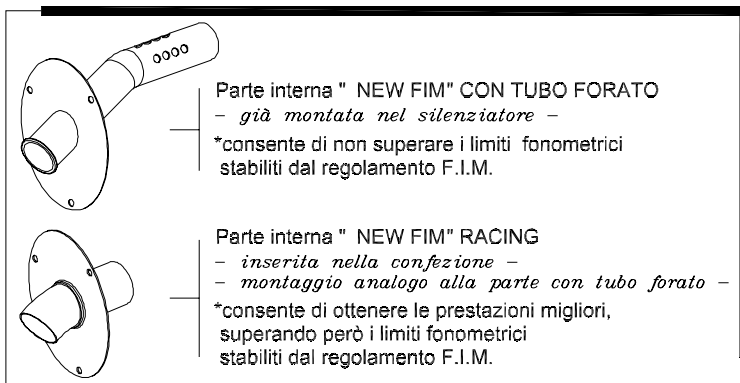 Parte interna " NEW FIM" CON TUBO FORATO
– già montata nel silenziatore –
*consente di non superare i limiti fonometrici
stabiliti dal regolamento F.I.M.
Parte interna " NEW FIM" RACING
– inserita nella confezione –
– montaggio analogo alla parte con tubo forato –
*consente di ottenere le prestazioni migliori,
superando però i limiti fonometrici
stabiliti dal regolamento F.I.M.